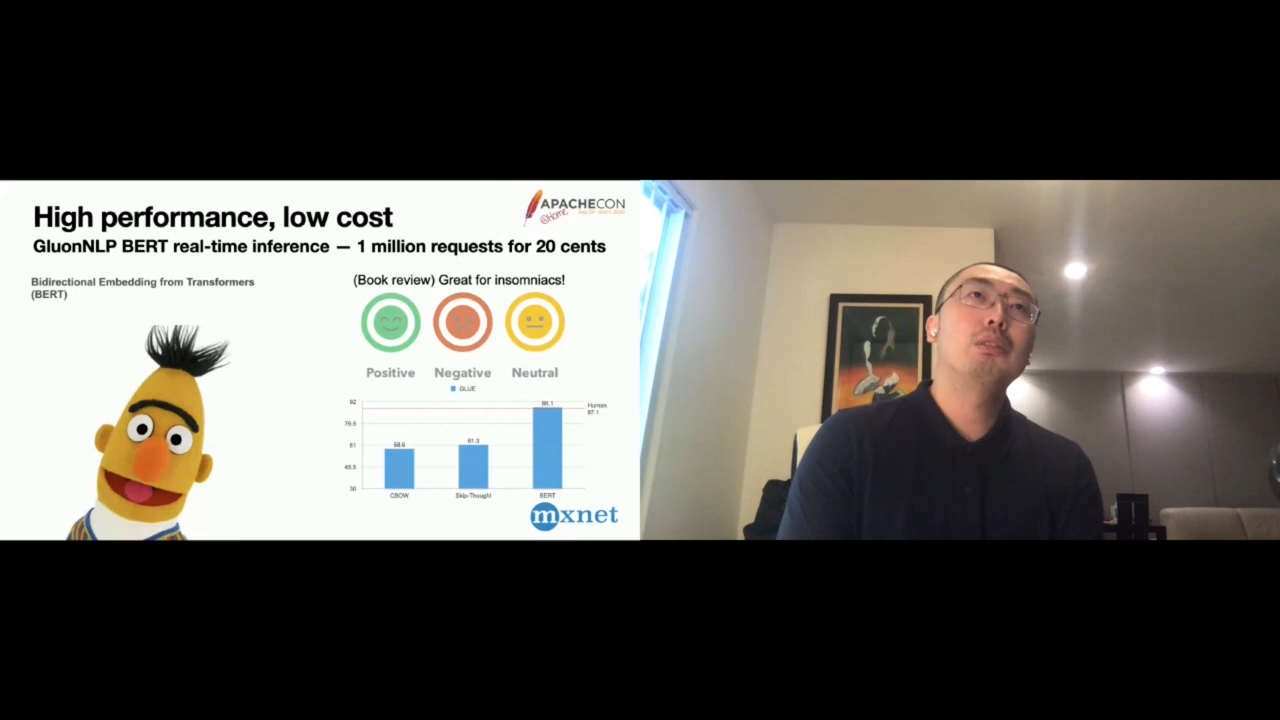 High performance, low cost
APACHECON
@Home
GluonNLP BERT real-time inference — 1 million requests for 20 cents
Bidirectional Embedding from Transformers
(BERT)
(Book review) Great for insomniacs!
Positive
Negative
Neutral
GLUE
92
76.5
61
45.5
30
58.6
61.3
Human
87.1
CBOW
Skip-Thought
BERT
mxnet